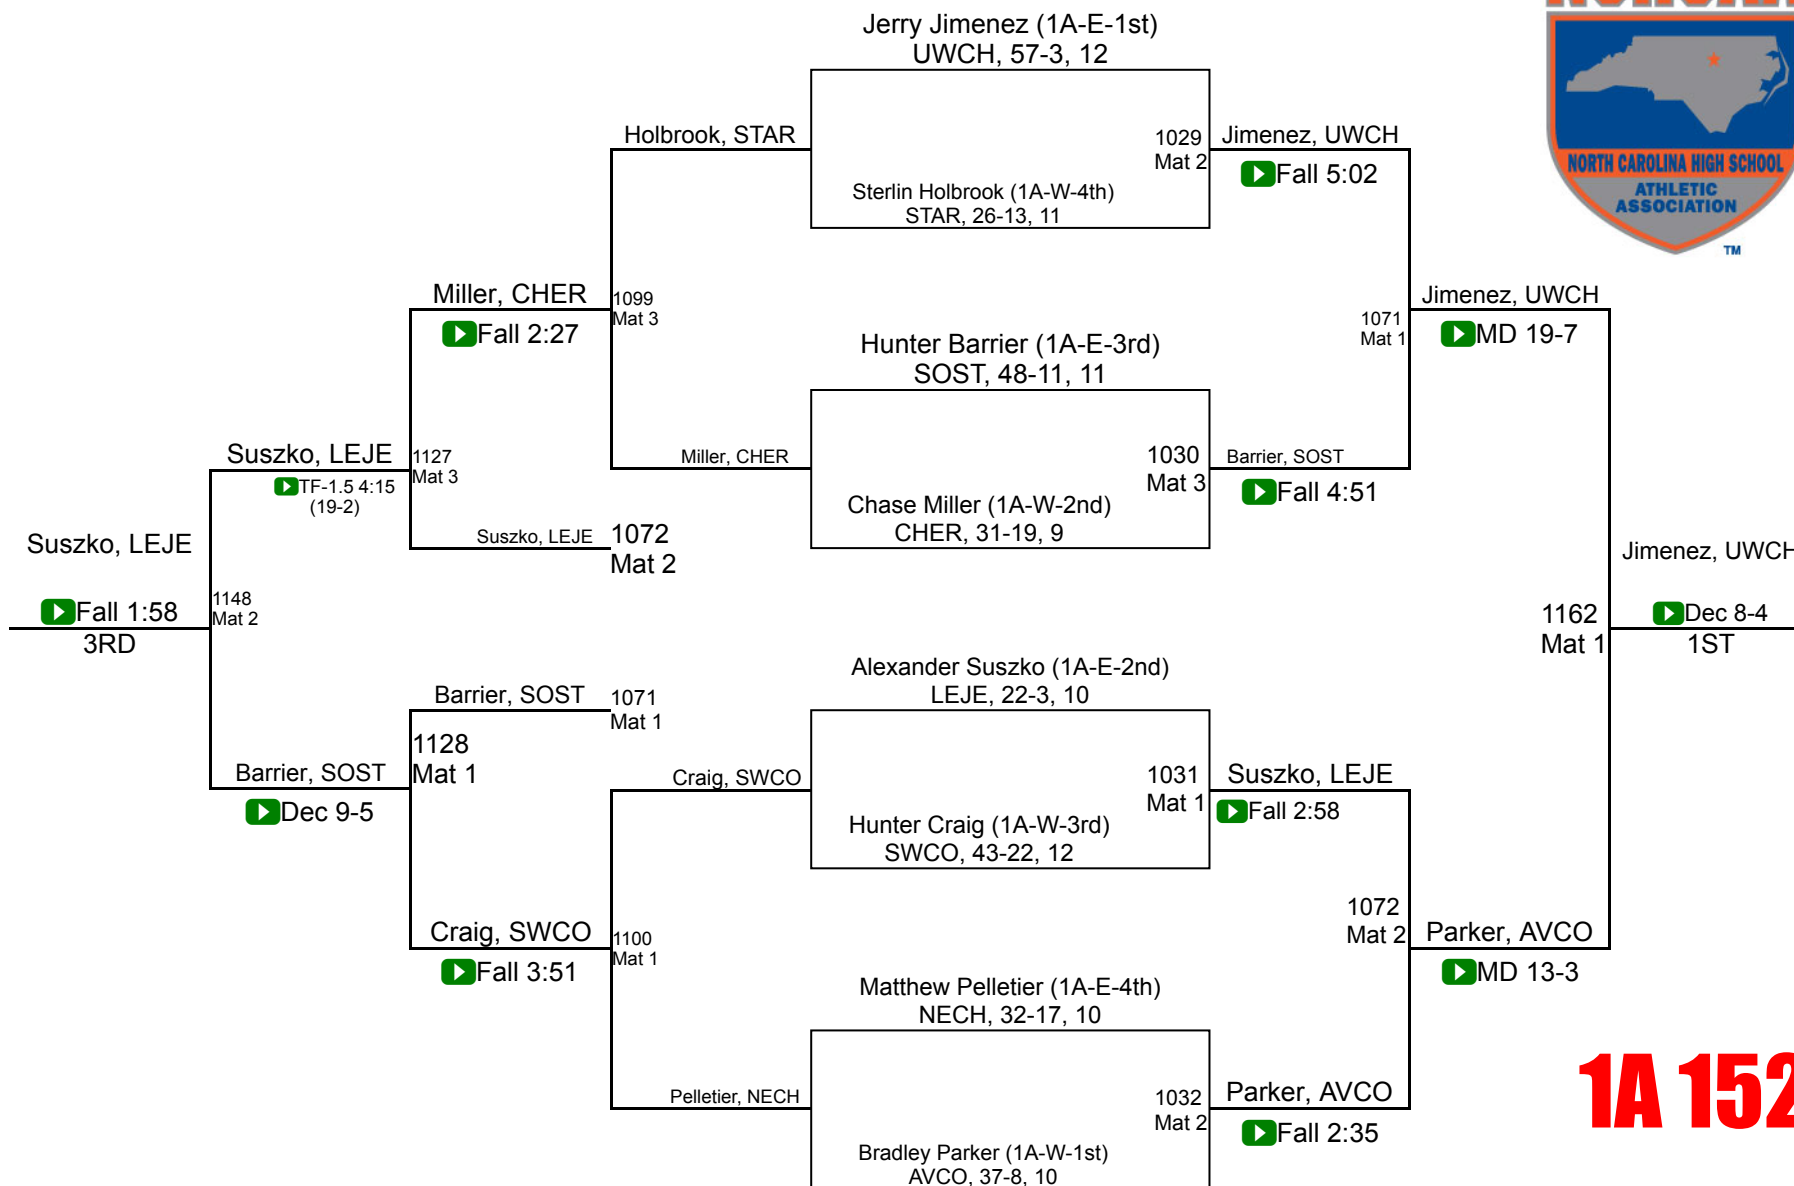 Jerry Jimenez (1A-E-1st)
UWCH, 57-3, 12
Holbrook, STAR
1029
Mat 2
Jimenez, UWCH
Fall 5:02
Sterlin Holbrook (1A-W-4th)
STAR, 26-13, 11
NORTH CAROLINA HIGH SCHOOL
ATHLETIC
ASSOCIATION
TM
Miller, CHER
Fall 2:27
1099
Mat 3
Hunter Barrier (1A-E-3rd)
SOST, 48-11, 11
1071
Mat 1
Jimenez, UWCH
MD 19-7
Suszko, LEJE
TF-1.5 4:15
(19-2)
1127
Mat 3
Miller, CHER
1030
Mat 3
Barrier, SOST
Fall 4:51
Chase Miller (1A-W-2nd)
CHER, 31-19, 9
Suszko, LEJE
1072
Mat 2
Suszko, LEJE
Fall 1:58
3RD
1148
Mat 2
Jimenez, UWCH
1162
Mat 1
Dec 8-4
1ST
Alexander Suszko (1A-E-2nd)
LEJE, 22-3, 10
Barrier, SOST
1071
Mat 1
1128
Mat 1
Barrier, SOST
Dec 9-5
Craig, SWCO
1031
Mat 1
Suszko, LEJE
Fall 2:58
Hunter Craig (1A-W-3rd)
SWCO, 43-22, 12
Craig, SWCO
Fall 3:51
1100
Mat 1
1072
Mat 2
Parker, AVCO
MD 13-3
Matthew Pelletier (1A-E-4th)
NECH, 32-17, 10
Pelletier, NECH
1032
Mat 2
Parker, AVCO
Fall 2:35
Bradley Parker (1A-W-1st)
AVCO, 37-8, 10
1A 152